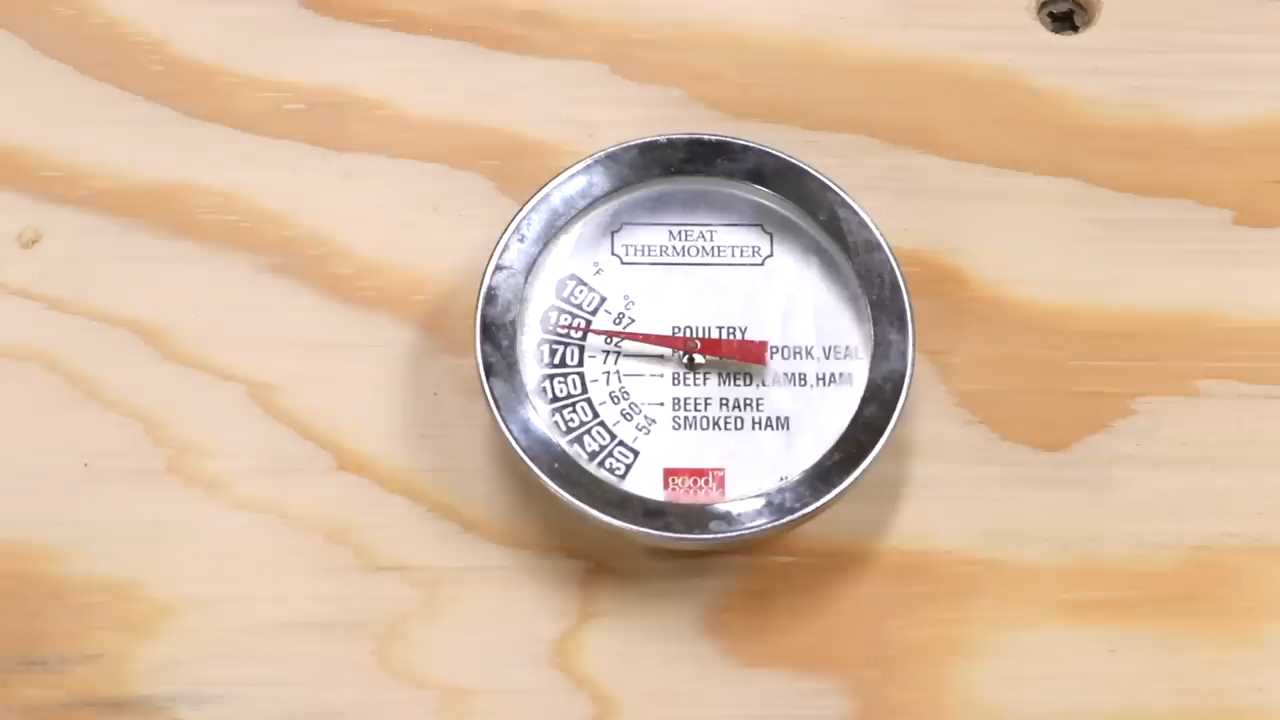 MEAT
THERMOMETER
°F
°C
190 -87
180 82
170 -77
160 -71
150 -66
140 -60
130 -54
POULTRY
PORK,VEAL
BEEF MED,LAMB,HAM
BEEF RARE
SMOKED HAM
good™
cook